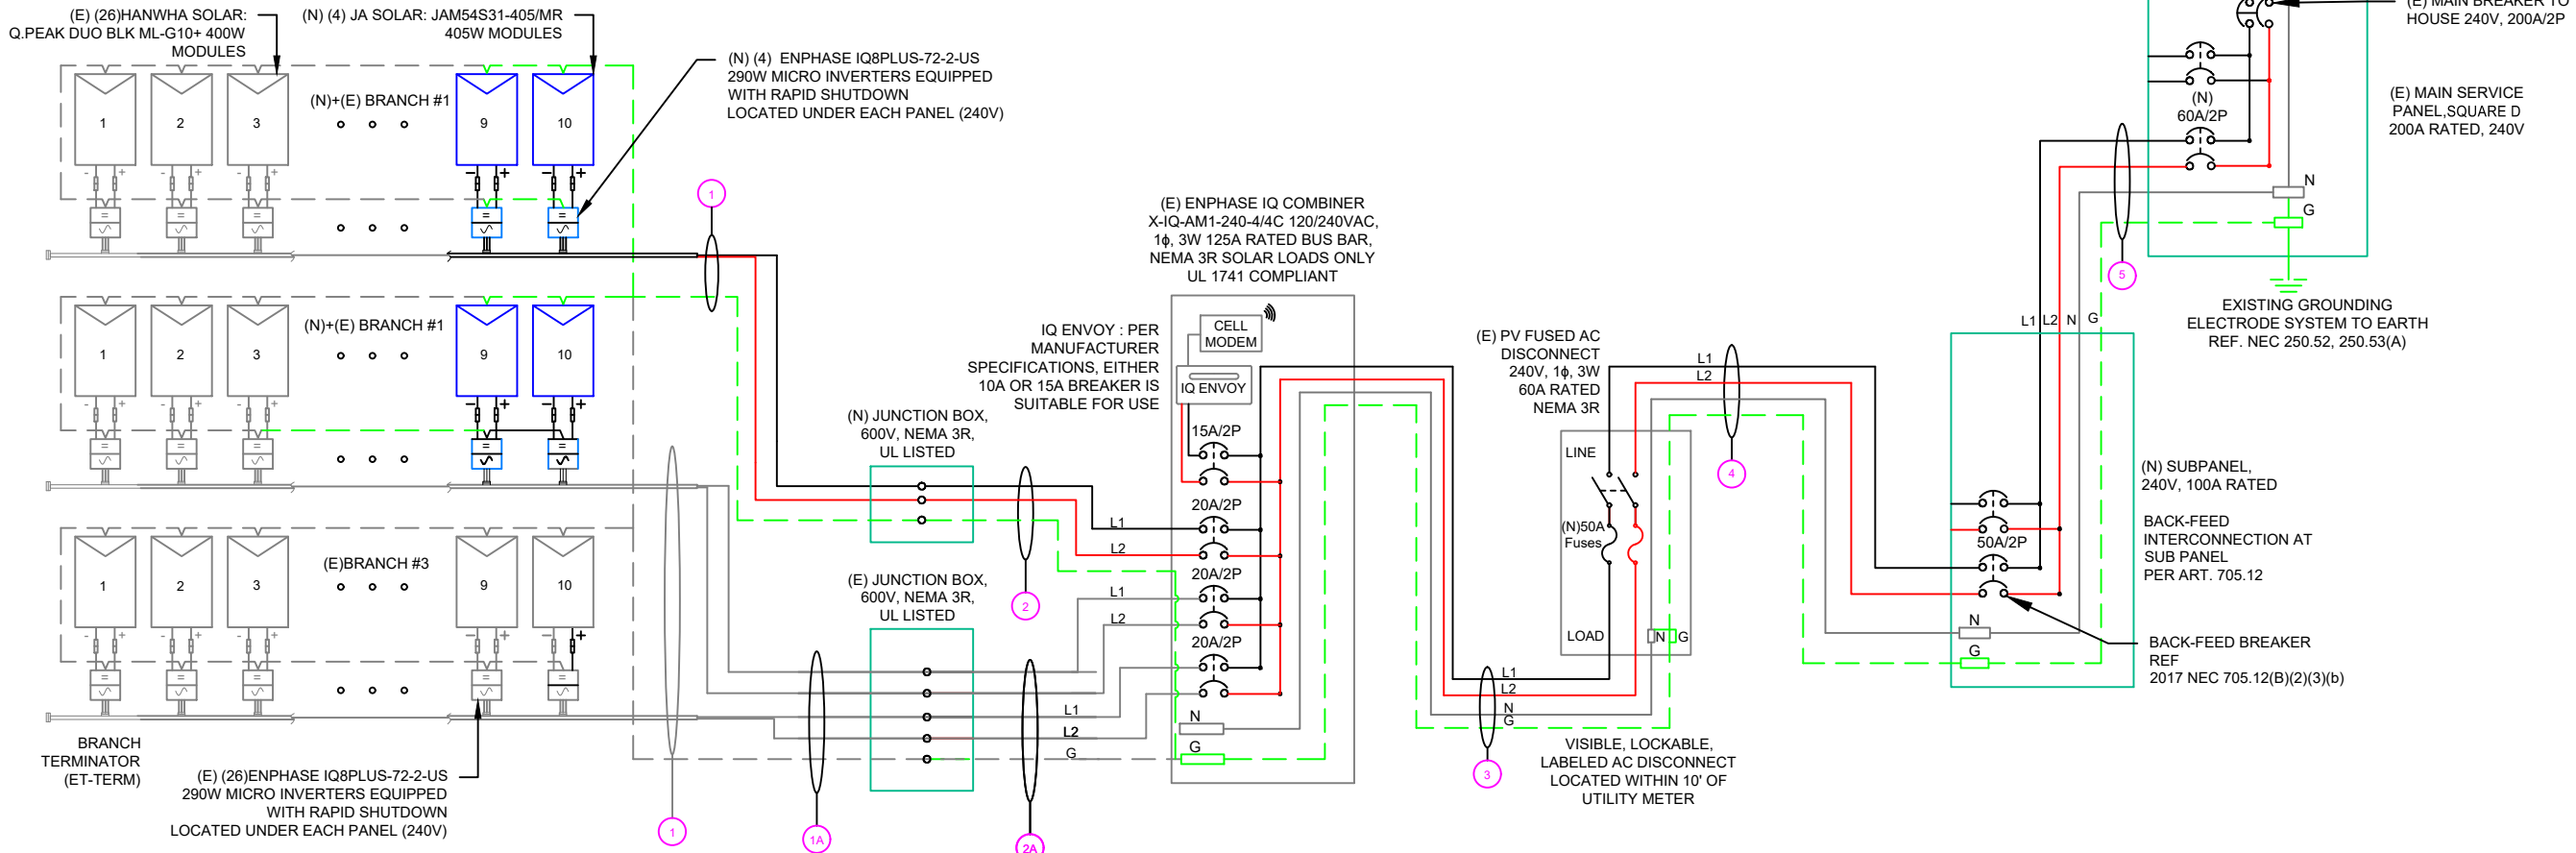 (E) (26)HANWHA SOLAR:
Q.PEAK DUO BLK ML-G10+ 400W
MODULES
(N) (4) JA SOLAR: JAM54S31-405/MR
405W MODULES
(N) (4) ENPHASE IQ8PLUS-72-2-US
290W MICRO INVERTERS EQUIPPED
WITH RAPID SHUTDOWN
LOCATED UNDER EACH PANEL (240V)
(N)+(E) BRANCH #1
1
2
3
9
10
- +
- +
- +
- +
- +
1
(N)+(E) BRANCH #1
1
2
3
9
10
- +
- +
- +
- +
- +
(E)BRANCH #3
1
2
3
9
10
- +
- +
- +
- +
+
BRANCH
TERMINATOR
(ET-TERM)
(E) (26)ENPHASE IQ8PLUS-72-2-US
290W MICRO INVERTERS EQUIPPED
WITH RAPID SHUTDOWN
LOCATED UNDER EACH PANEL (240V)
1
1A
(N) JUNCTION BOX,
600V, NEMA 3R,
UL LISTED
2
(E) JUNCTION BOX,
600V, NEMA 3R,
UL LISTED
2A
L1
L2
L1
L2
L1
L2
G
(E) ENPHASE IQ COMBINER
X-IQ-AM1-240-4/4C 120/240VAC,
1ϕ, 3W 125A RATED BUS BAR,
NEMA 3R SOLAR LOADS ONLY
UL 1741 COMPLIANT
IQ ENVOY : PER
MANUFACTURER
SPECIFICATIONS, EITHER
10A OR 15A BREAKER IS
SUITABLE FOR USE
CELL
MODEM
IQ ENVOY
15A/2P
20A/2P
20A/2P
20A/2P
N
G
L1
L2
N
G
3
(E) PV FUSED AC
DISCONNECT
240V, 1ϕ, 3W
60A RATED
NEMA 3R
LINE
(N)50A
Fuses
LOAD
N
G
VISIBLE, LOCKABLE,
LABELED AC DISCONNECT
LOCATED WITHIN 10' OF
UTILITY METER
L1
L2
4
L1
L2
N
G
50A/2P
N
G
(N) SUBPANEL,
240V, 100A RATED
BACK-FEED
INTERCONNECTION AT
SUB PANEL
PER ART. 705.12
BACK-FEED BREAKER
REF
2017 NEC 705.12(B)(2)(3)(b)
5
(E) MAIN BREAKER TO
HOUSE 240V, 200A/2P
(N)
60A/2P
(E) MAIN SERVICE
PANEL,SQUARE D
200A RATED, 240V
N
G
EXISTING GROUNDING
ELECTRODE SYSTEM TO EARTH
REF. NEC 250.52, 250.53(A)